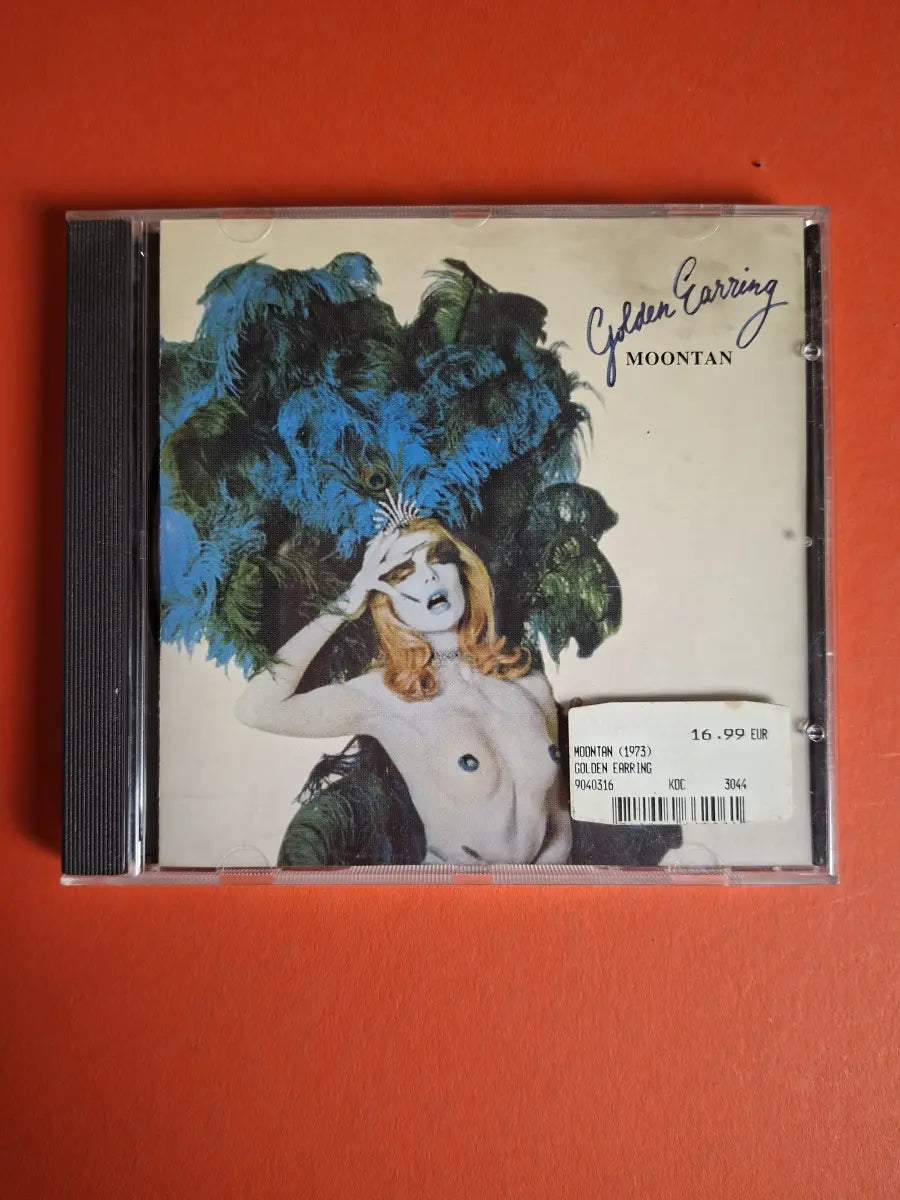 Golden Earring
MOONTAN
16.99 EUR
MOONTAN (1973)
GOLDEN EARRING
9040316 KDC 3044